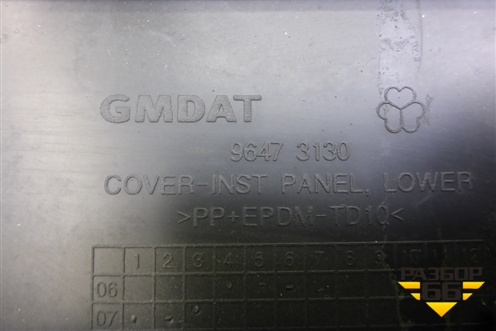 GMDAT
9647 3130
COVER-INST PANEL, LOWER
>PP+EPDM-TD10<
1 2 3 4 5 6 7 8 9 10 11 12
06
07
РАЗБОР
66